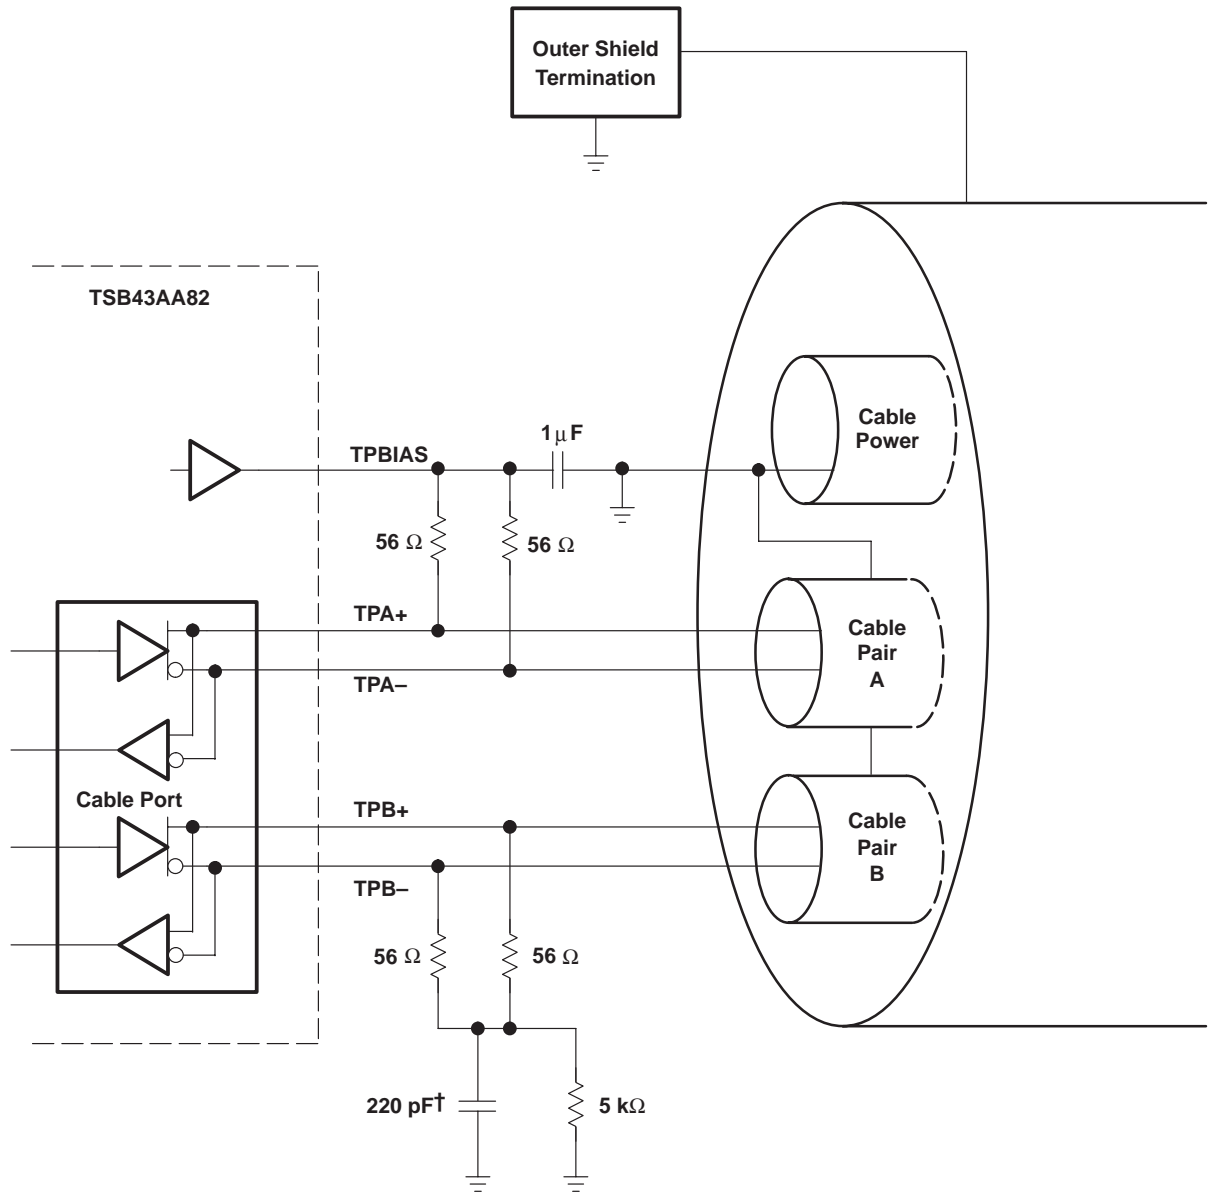 Outer Shield
Termination
TSB43AA82
Cable
Power
1 μF
TPBIAS
56 Ω
56 Ω
TPA+
Cable
Pair
A
TPA–
Cable Port
TPB+
Cable
Pair
B
TPB–
56 Ω
56 Ω
220 pF†
5 kΩ